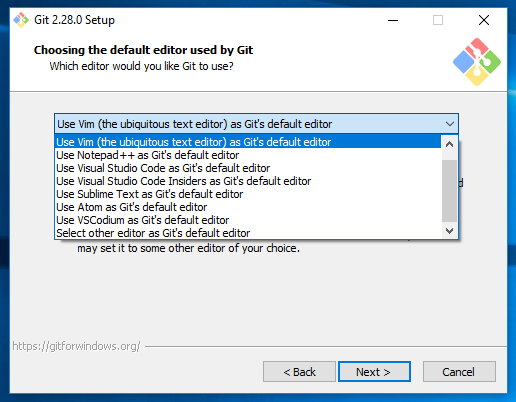 Git 2.28.0 Setup
Choosing the default editor used by Git
Which editor would you like Git to use?
Use Vim (the ubiquitous text editor) as Git's default editor
Use Vim (the ubiquitous text editor) as Git's default editor
Use Notepad++ as Git's default editor
Use Visual Studio Code as Git's default editor
Use Visual Studio Code Insiders as Git's default editor
Use Sublime Text as Git's default editor
Use Atom as Git's default editor
Use VSCodium as Git's default editor
Select other editor as Git's default editor
may set it to some other editor of your choice.
https://gitforwindows.org/
< Back
Next >
Cancel